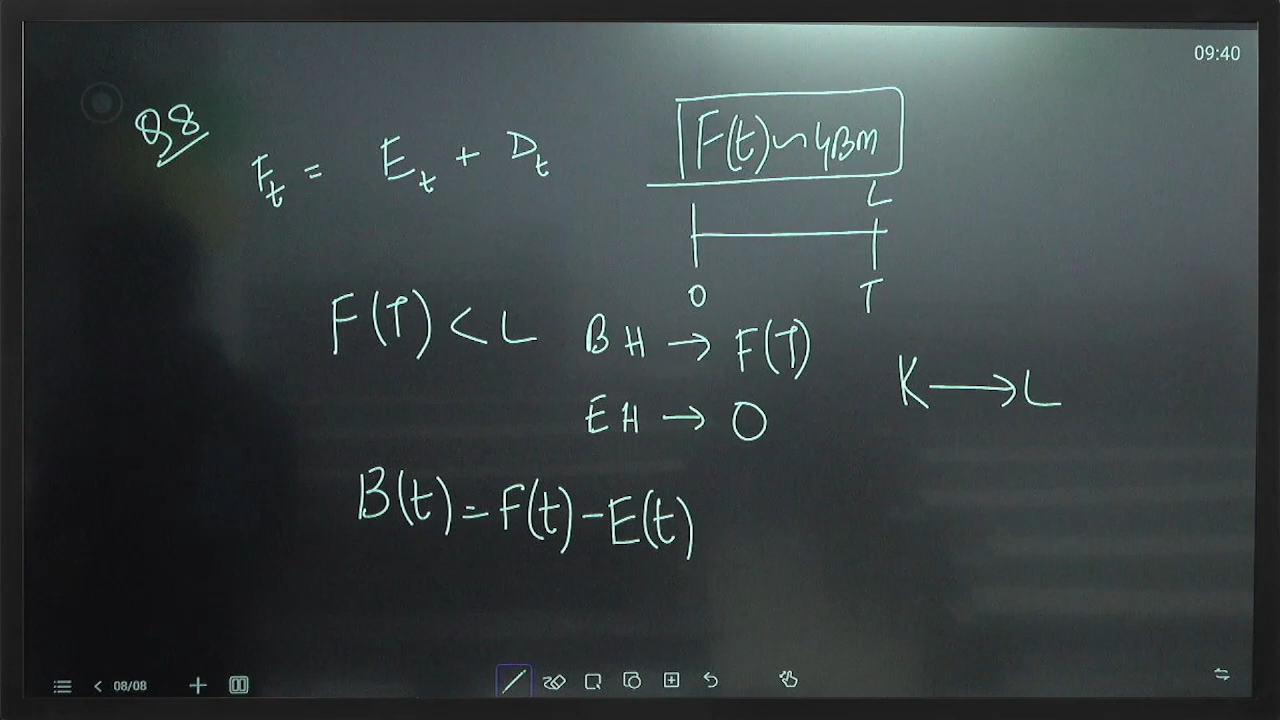 09:40
Q8
F_t = E_t + D_t
F(t) ~ GBM
L
0 T
F(T) < L BH → F(T)
EH → 0
K → L
B(t) = F(t) - E(t)
08/08